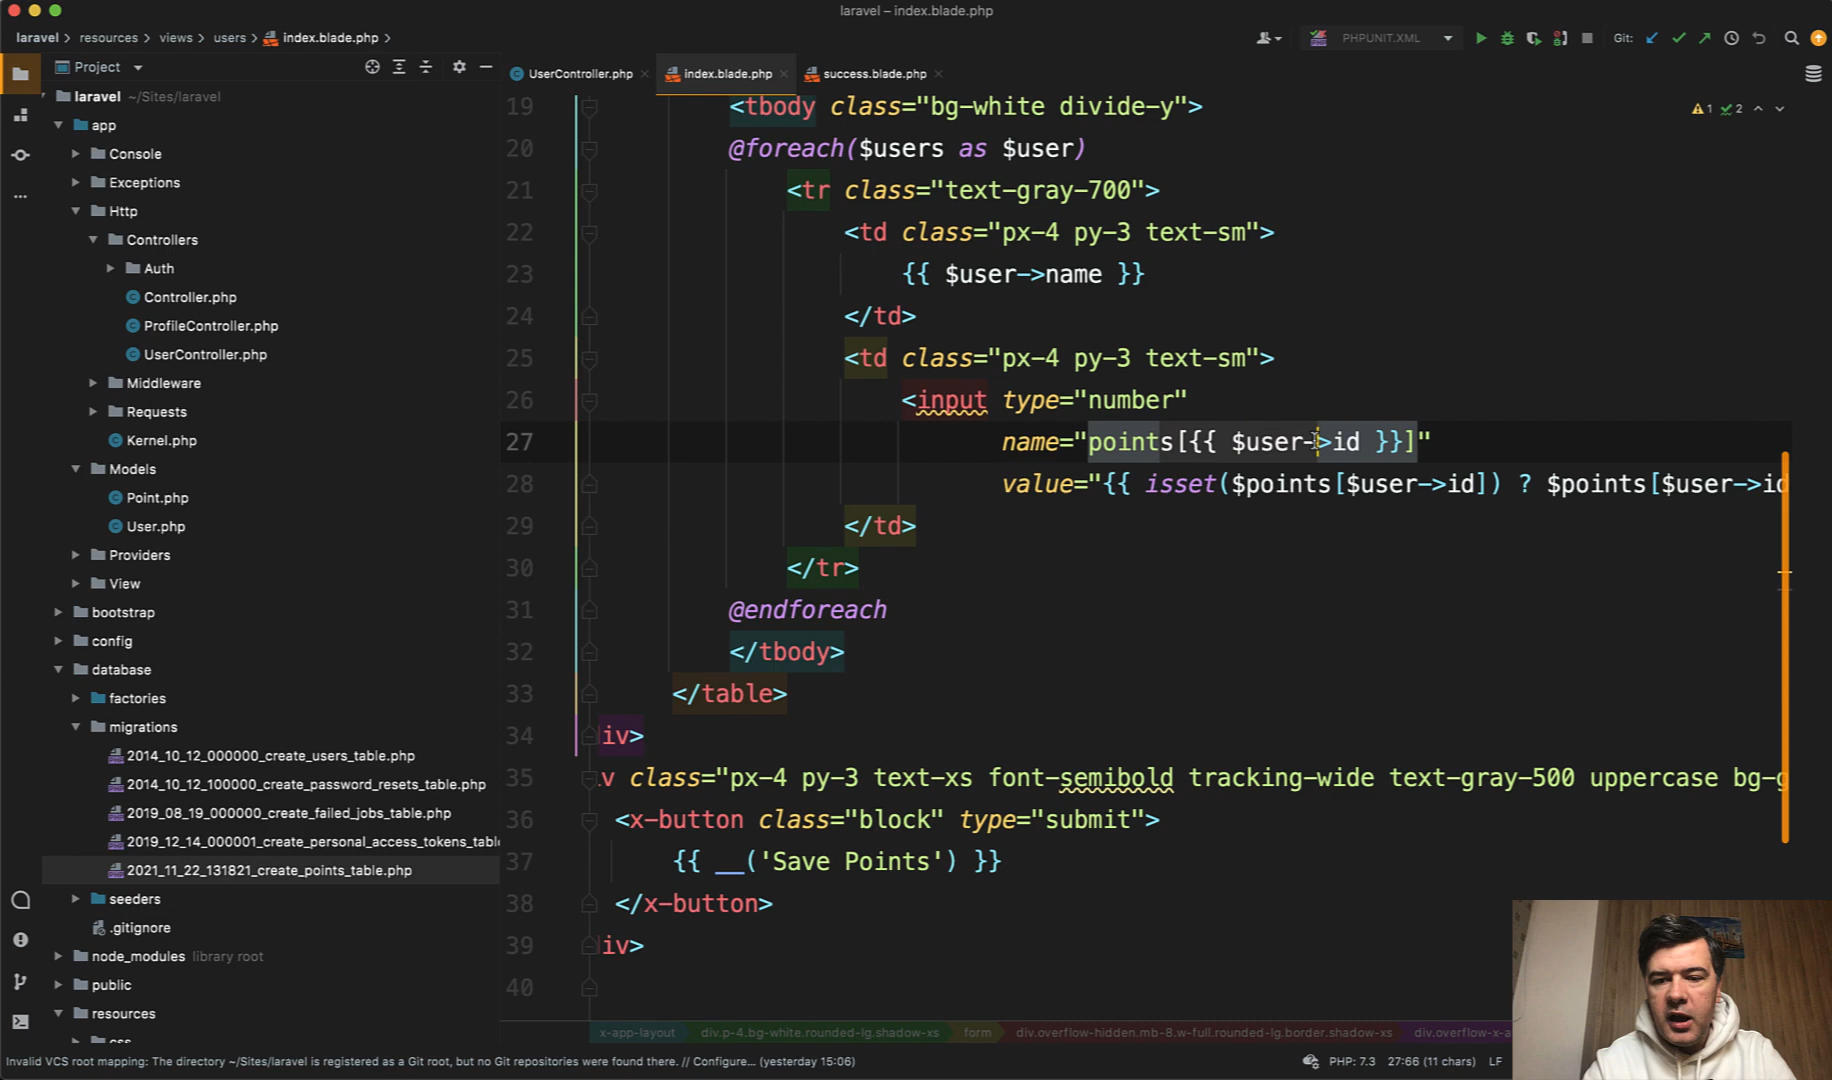 laravel – index.blade.php
laravel > resources > views > users > index.blade.php >
PHPUNIT.XML
Git:
Project
UserController.php
index.blade.php
success.blade.php
laravel ~/Sites/laravel
app
Console
Exceptions
Http
Controllers
Auth
Controller.php
ProfileController.php
UserController.php
Middleware
Requests
Kernel.php
Models
Point.php
User.php
Providers
View
bootstrap
config
database
factories
migrations
2014_10_12_000000_create_users_table.php
2014_10_12_100000_create_password_resets_table.php
2019_08_19_000000_create_failed_jobs_table.php
2019_12_14_000001_create_personal_access_tokens_table
2021_11_22_131821_create_points_table.php
seeders
.gitignore
node_modules library root
public
resources
css
1 2
19 <tbody class="bg-white divide-y">
20 @foreach($users as $user)
21 <tr class="text-gray-700">
22 <td class="px-4 py-3 text-sm">
23 {{ $user->name }}
24 </td>
25 <td class="px-4 py-3 text-sm">
26 <input type="number"
27 name="points[{{ $user->id }}]"
28 value="{{ isset($points[$user->id]) ? $points[$user->id
29 </td>
30 </tr>
31 @endforeach
32 </tbody>
33 </table>
34 iv>
35 v class="px-4 py-3 text-xs font-semibold tracking-wide text-gray-500 uppercase bg-g
36 <x-button class="block" type="submit">
37 {{ __('Save Points') }}
38 </x-button>
39 iv>
40
x-app-layout div.p-4.bg-white.rounded-lg.shadow-xs form div.overflow-hidden.mb-8.w-full.rounded-lg.border.shadow-xs div.overflow-x-a
Invalid VCS root mapping: The directory ~/Sites/laravel is registered as a Git root, but no Git repositories were found there. // Configure... (yesterday 15:06)
PHP: 7.3 27:66 (11 chars) LF